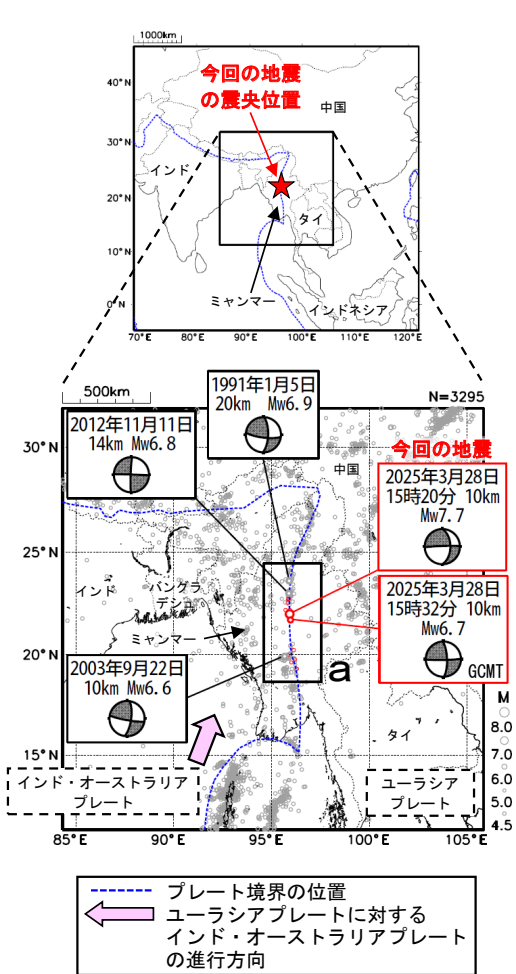 1000km
今回の地震
の震央位置
40°N
中国
30°N
インド
20°N
タイ
10°N
ミャンマー
インドネシア
0°N
70°E 80°E 90°E 100°E 110°E 120°E
500km
N=3295
1991年1月5日
20km Mw6.9
2012年11月11日
14km Mw6.8
30°N
今回の地震
中国
2025年3月28日
15時20分 10km
Mw7.7
25°N
インド
バングラ
デシュ
2025年3月28日
15時32分 10km
Mw6.7
GCMT
ミャンマー
20°N
2003年9月22日
10km Mw6.6
a
M
8.0
7.0
6.0
5.0
4.5
タイ
15°N
インド・オーストラリア
プレート
ユーラシア
プレート
85°E 90°E 95°E 100°E 105°E
プレート境界の位置
ユーラシアプレートに対する
インド・オーストラリアプレート
の進行方向